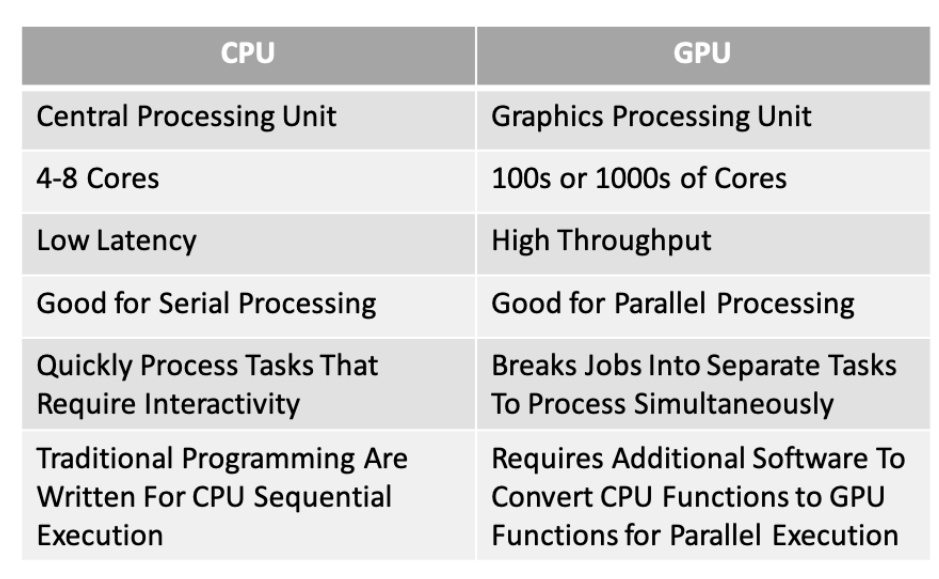 CPU
GPU
Central Processing Unit
Graphics Processing Unit
4-8 Cores
100s or 1000s of Cores
Low Latency
High Throughput
Good for Serial Processing
Good for Parallel Processing
Quickly Process Tasks That
Require Interactivity
Breaks Jobs Into Separate Tasks
To Process Simultaneously
Traditional Programming Are
Written For CPU Sequential
Execution
Requires Additional Software To
Convert CPU Functions to GPU
Functions for Parallel Execution